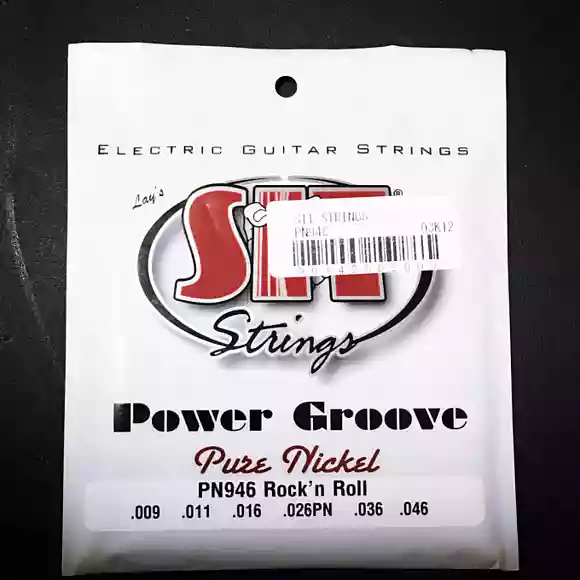 ELECTRIC GUITAR STRINGS
SIT®
SIT STRINGS
PN946
Strings
Power Groove
Pure Nickel
PN946 Rock'n Roll
.009 .011 .016 .026PN .036 .046